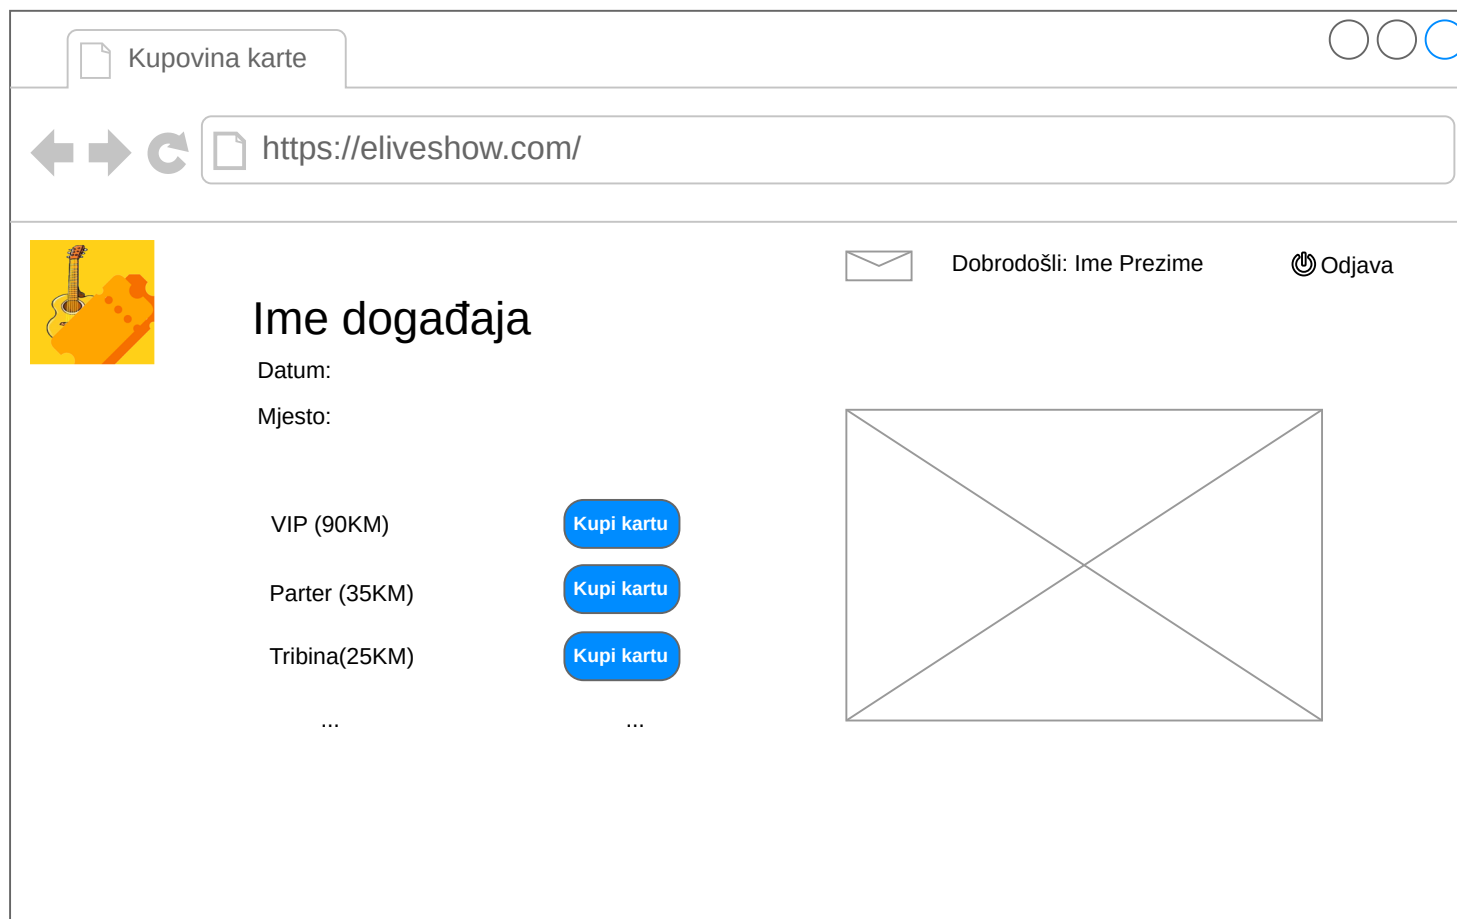 Kupovina karte
https://eliveshow.com/
Dobrodošli: Ime Prezime
Odjava
Ime događaja
Datum:
Mjesto:
VIP (90KM)
Kupi kartu
Parter (35KM)
Kupi kartu
Tribina(25KM)
Kupi kartu
...
...